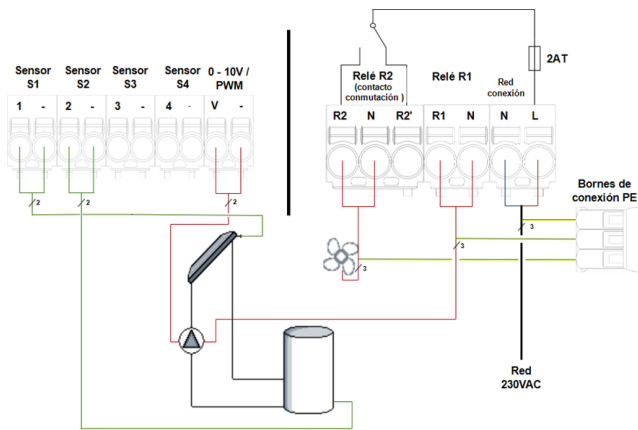 2AT
Sensor S1
Sensor S2
Sensor S3
Sensor S4
0 - 10V / PWM
Relé R2
(contacto
conmutación )
Relé R1
Red
conexión
1 - 2 - 3 - 4 - V -
R2 N R2' R1 N N L
Bornes de
conexión PE
2
2
2
3
3
3
Red
230VAC